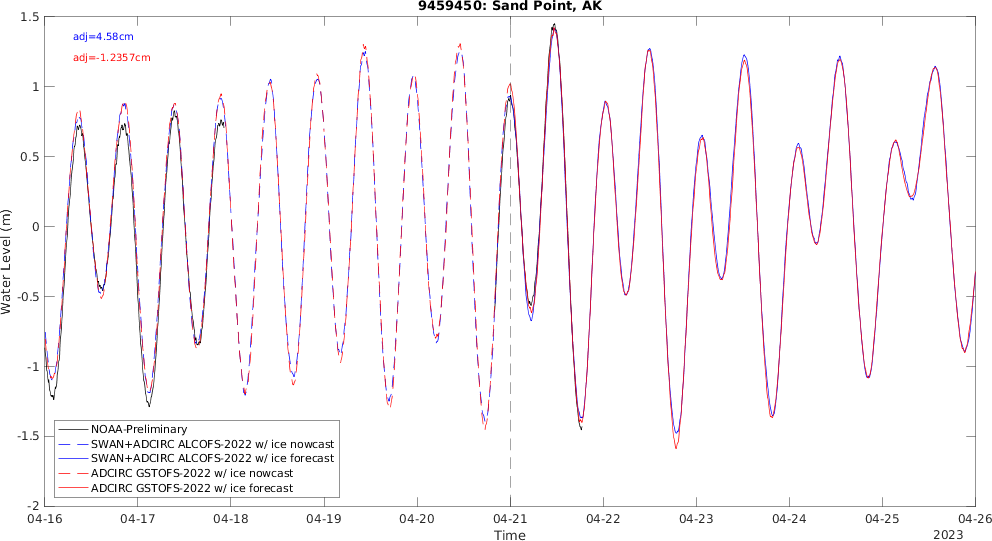 9459450: Sand Point, AK
1.5
adj=4.58cm
adj=-1.2357cm
1
0.5
0
-0.5
-1
-1.5
-2
Water Level (m)
NOAA-Preliminary
SWAN+ADCIRC ALCOFS-2022 w/ ice nowcast
SWAN+ADCIRC ALCOFS-2022 w/ ice forecast
ADCIRC GSTOFS-2022 w/ ice nowcast
ADCIRC GSTOFS-2022 w/ ice forecast
04-16 04-17 04-18 04-19 04-20 04-21 04-22 04-23 04-24 04-25 04-26
Time
2023